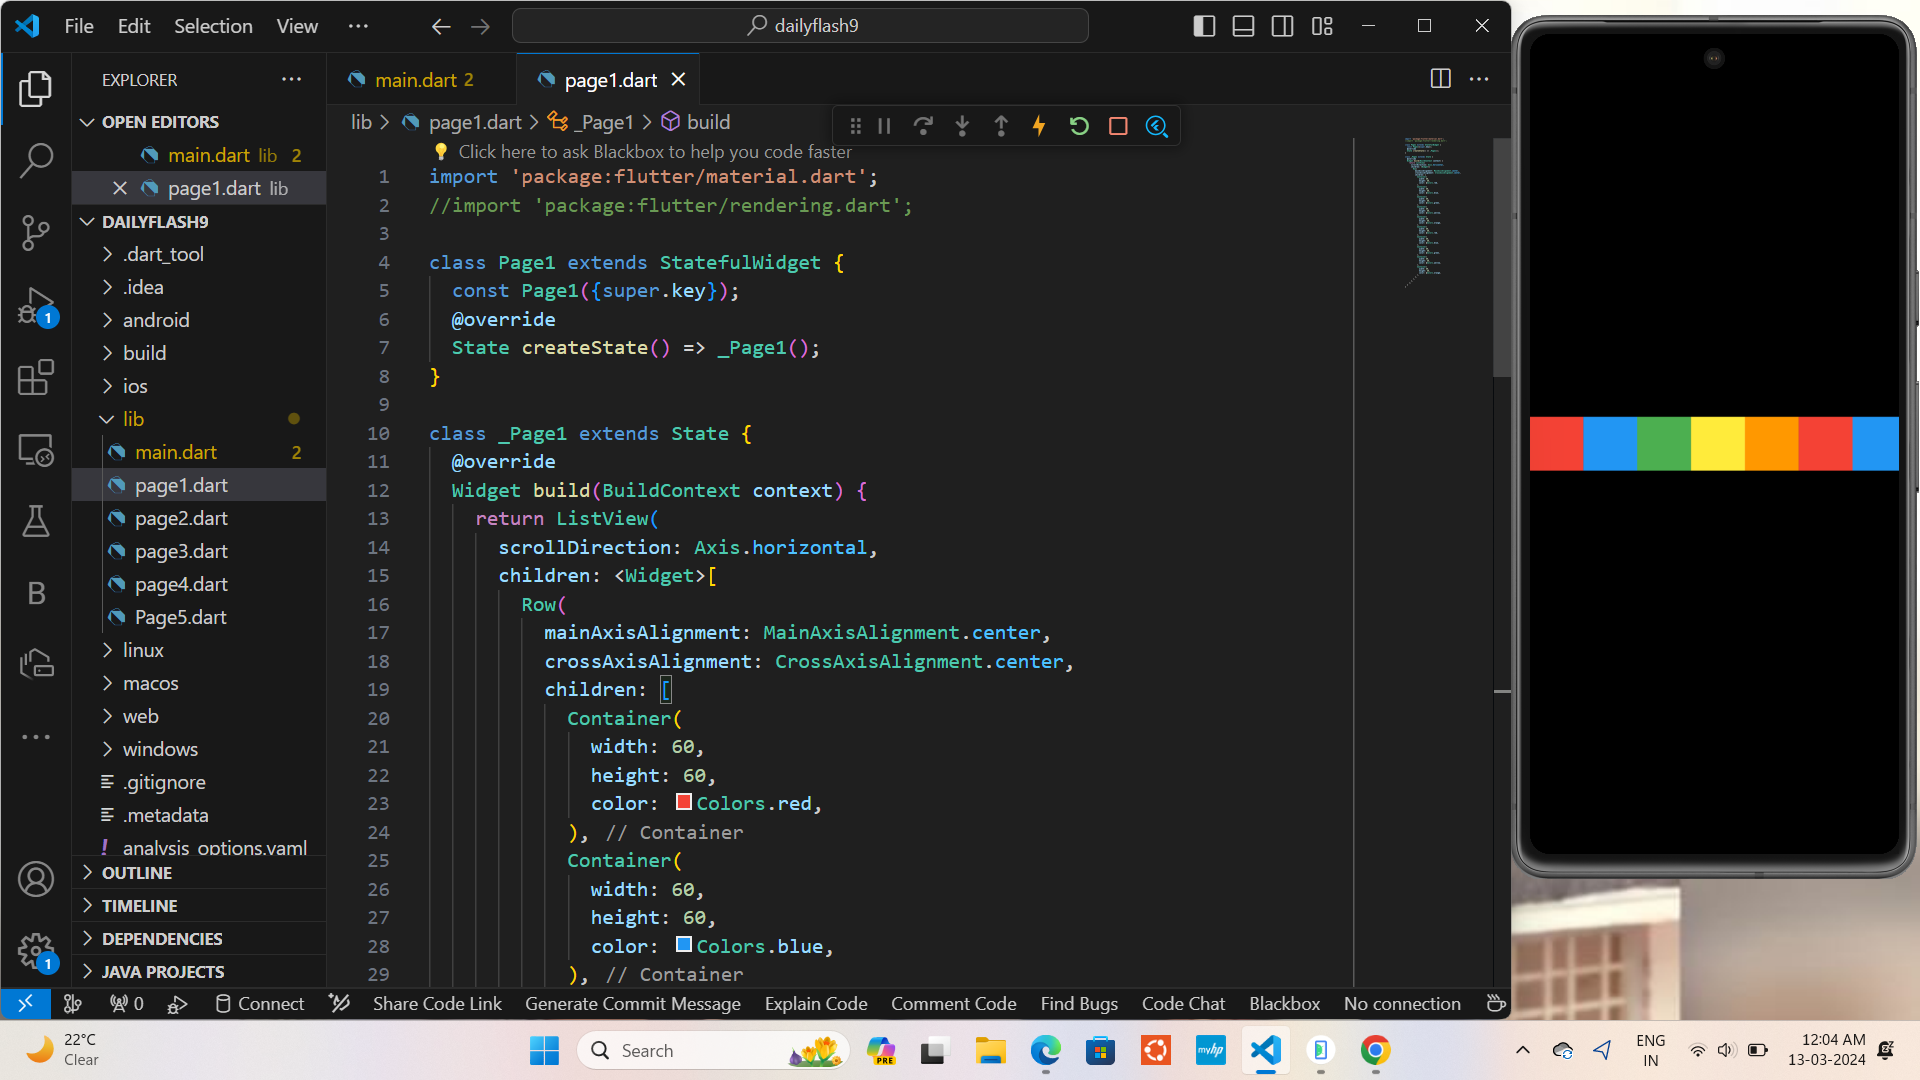 File Edit Selection View ··· dailyflash9
EXPLORER
OPEN EDITORS
main.dart lib 2
page1.dart lib
DAILYFLASH9
.dart_tool
.idea
android
build
ios
lib
main.dart 2
page1.dart
page2.dart
page3.dart
page4.dart
Page5.dart
linux
macos
web
windows
.gitignore
.metadata
! analysis_options.yaml
OUTLINE
TIMELINE
DEPENDENCIES
JAVA PROJECTS
1
B
1
main.dart 2 page1.dart
lib > page1.dart > _Page1 > build
Click here to ask Blackbox to help you code faster
1 import 'package:flutter/material.dart';
2 //import 'package:flutter/rendering.dart';
3
4 class Page1 extends StatefulWidget {
5 const Page1({super.key});
6 @override
7 State createState() => _Page1();
8 }
9
10 class _Page1 extends State {
11 @override
12 Widget build(BuildContext context) {
13 return ListView(
14 scrollDirection: Axis.horizontal,
15 children: <Widget>[
16 Row(
17 mainAxisAlignment: MainAxisAlignment.center,
18 crossAxisAlignment: CrossAxisAlignment.center,
19 children: [
20 Container(
21 width: 60,
22 height: 60,
23 color: Colors.red,
24 ), // Container
25 Container(
26 width: 60,
27 height: 60,
28 color: Colors.blue,
29 ), // Container
0 Connect Share Code Link Generate Commit Message Explain Code Comment Code Find Bugs Code Chat Blackbox No connection
22°C
Clear
Search
PRE
myhp
ENG
IN
12:04 AM
13-03-2024